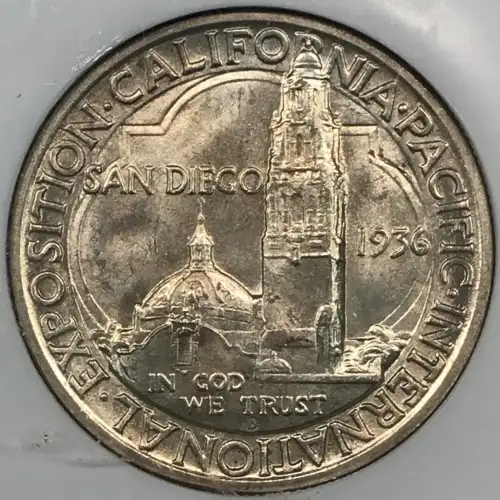 CALIFORNIA · PACIFIC · INTERNATIONAL · EXPOSITION ·
SAN DIEGO
1936
IN GOD
WE TRUST
D